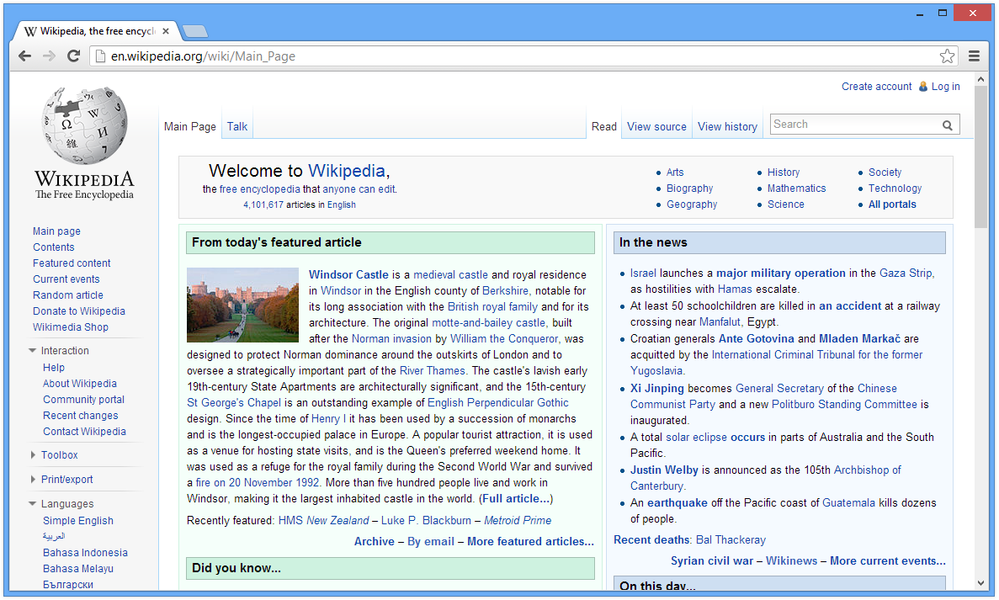 Wikipedia, the free encycl
en.wikipedia.org/wiki/Main_Page
Create account Log in
Main Page Talk Read View source View history Search
WIKIPEDIA
The Free Encyclopedia
Main page
Contents
Featured content
Current events
Random article
Donate to Wikipedia
Wikimedia Shop
Interaction
Help
About Wikipedia
Community portal
Recent changes
Contact Wikipedia
Toolbox
Print/export
Languages
Simple English
العربية
Bahasa Indonesia
Bahasa Melayu
Български
Welcome to Wikipedia,
the free encyclopedia that anyone can edit.
4,101,617 articles in English
Arts
Biography
Geography
History
Mathematics
Science
Society
Technology
All portals
From today's featured article
Windsor Castle is a medieval castle and royal residence
in Windsor in the English county of Berkshire, notable for
its long association with the British royal family and for its
architecture. The original motte-and-bailey castle, built
after the Norman invasion by William the Conqueror, was
designed to protect Norman dominance around the outskirts of London and to
oversee a strategically important part of the River Thames. The castle's lavish early
19th-century State Apartments are architecturally significant, and the 15th-century
St George's Chapel is an outstanding example of English Perpendicular Gothic
design. Since the time of Henry I it has been used by a succession of monarchs
and is the longest-occupied palace in Europe. A popular tourist attraction, it is used
as a venue for hosting state visits, and is the Queen's preferred weekend home. It
was used as a refuge for the royal family during the Second World War and survived
a fire on 20 November 1992. More than five hundred people live and work in
Windsor, making it the largest inhabited castle in the world. (Full article...)
Recently featured: HMS New Zealand – Luke P. Blackburn – Metroid Prime
Archive – By email – More featured articles...
Did you know...
In the news
Israel launches a major military operation in the Gaza Strip,
as hostilities with Hamas escalate.
At least 50 schoolchildren are killed in an accident at a railway
crossing near Manfalut, Egypt.
Croatian generals Ante Gotovina and Mladen Markač are
acquitted by the International Criminal Tribunal for the former
Yugoslavia.
Xi Jinping becomes General Secretary of the Chinese
Communist Party and a new Politburo Standing Committee is
inaugurated.
A total solar eclipse occurs in parts of Australia and the South
Pacific.
Justin Welby is announced as the 105th Archbishop of
Canterbury.
An earthquake off the Pacific coast of Guatemala kills dozens
of people.
Recent deaths: Bal Thackeray
Syrian civil war – Wikinews – More current events...
On this day...